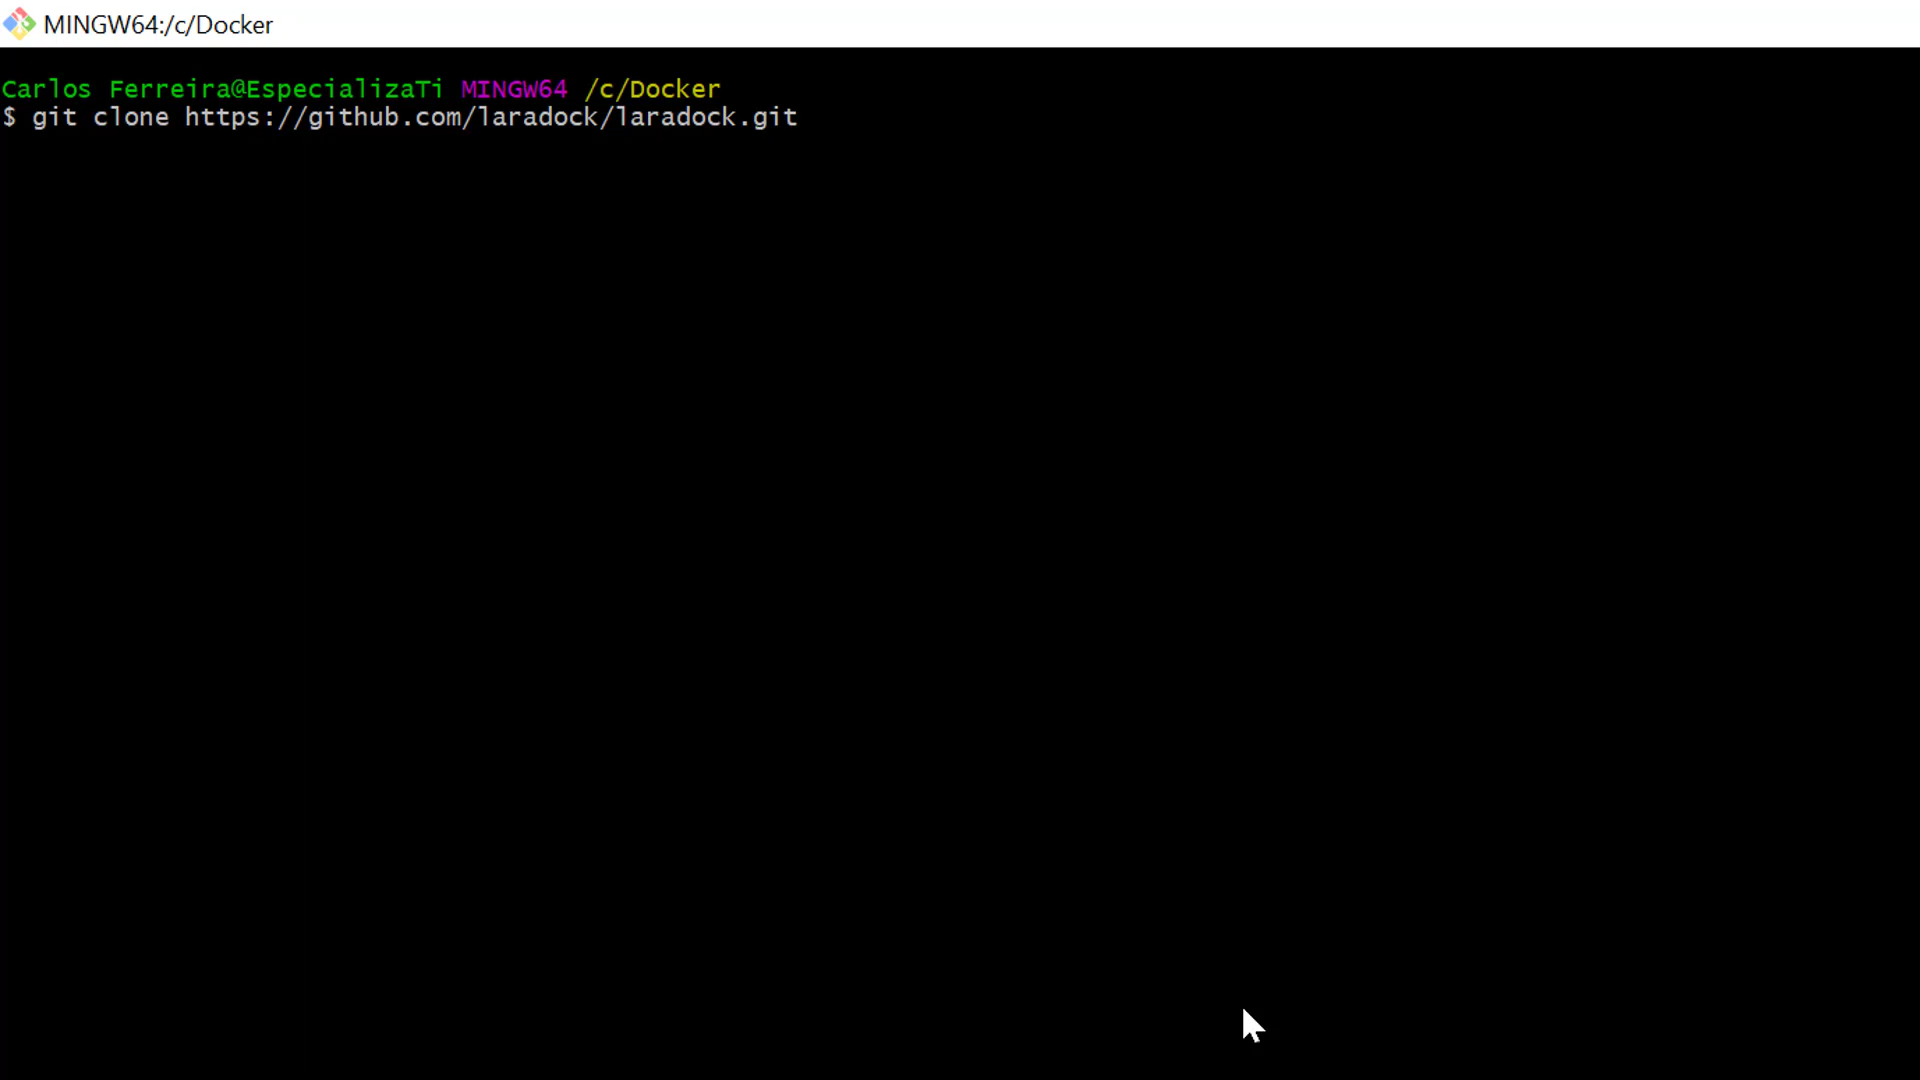 MINGW64:/c/Docker
Carlos Ferreira@EspecializaTi MINGW64 /c/Docker
$ git clone https://github.com/laradock/laradock.git